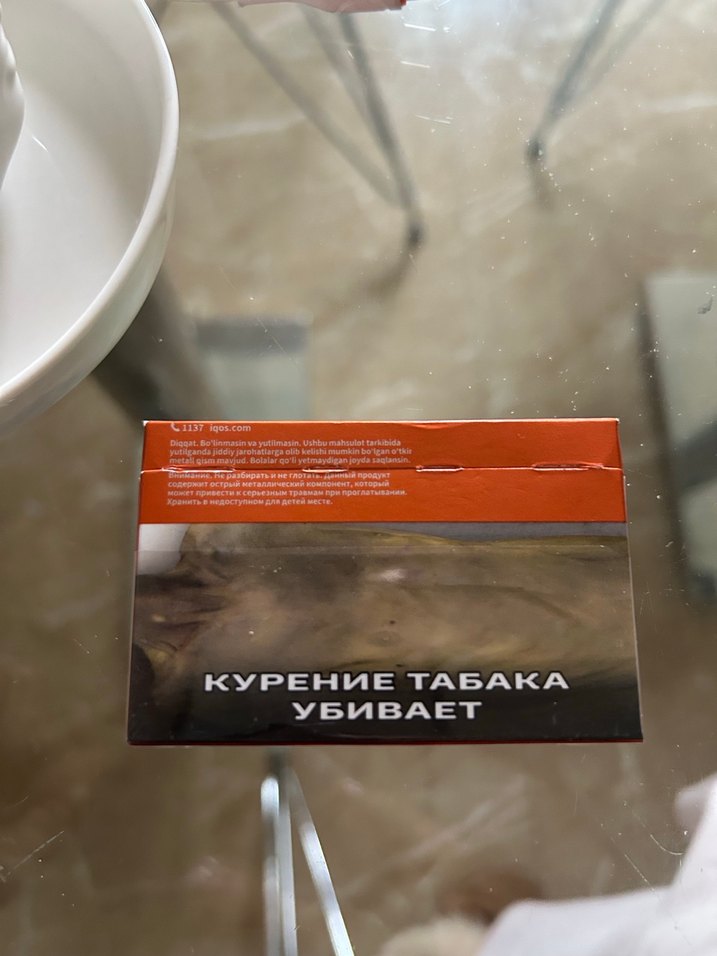 1137 iqos.com
Diqqat. Bo'linmasin va yutilmasin. Ushbu mahsulot tarkibida
yutilganda jiddiy jarohatlarga olib kelishi mumkin bo'lgan o'tkir
metall qism mavjud. Bolalar qo'li yetmaydigan joyda saqlansin.
Внимание. Не разбирать и не глотать. Данный продукт
содержит острый металлический компонент, который
может привести к серьезным травмам при проглатывании.
Хранить в недоступном для детей месте.
КУРЕНИЕ ТАБАКА
УБИВАЕТ